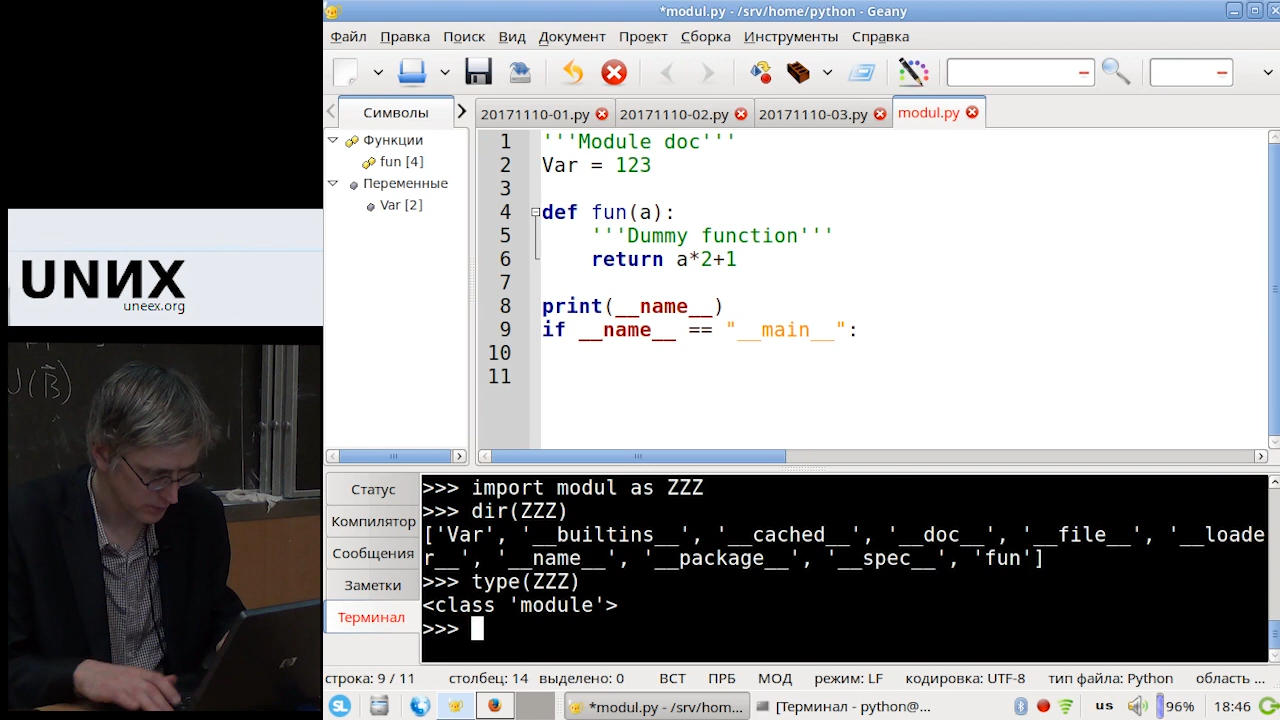 *modul.py - /srv/home/python - Geany
Файл Правка Поиск Вид Документ Проект Сборка Инструменты Справка
Символы
20171110-01.py 20171110-02.py 20171110-03.py modul.py
Функции
fun [4]
Переменные
Var [2]
1 '''Module doc'''
2 Var = 123
3
4 def fun(a):
5 '''Dummy function'''
6 return a*2+1
7
8 print(__name__)
9 if __name__ == "__main__":
10
11
UNИX
uneex.org
(B)
Статус
Компилятор
Сообщения
Заметки
Терминал
>>> import modul as ZZZ
>>> dir(ZZZ)
['Var', '__builtins__', '__cached__', '__doc__', '__file__', '__loade
r__', '__name__', '__package__', '__spec__', 'fun']
>>> type(ZZZ)
<class 'module'>
>>>
строка: 9 / 11 столбец: 14 выделено: 0 ВСТ ПРБ МОД режим: LF кодировка: UTF-8 тип файла: Python область ...
SL *modul.py - /srv/hom... [Терминал - python@... us 96% 18:46